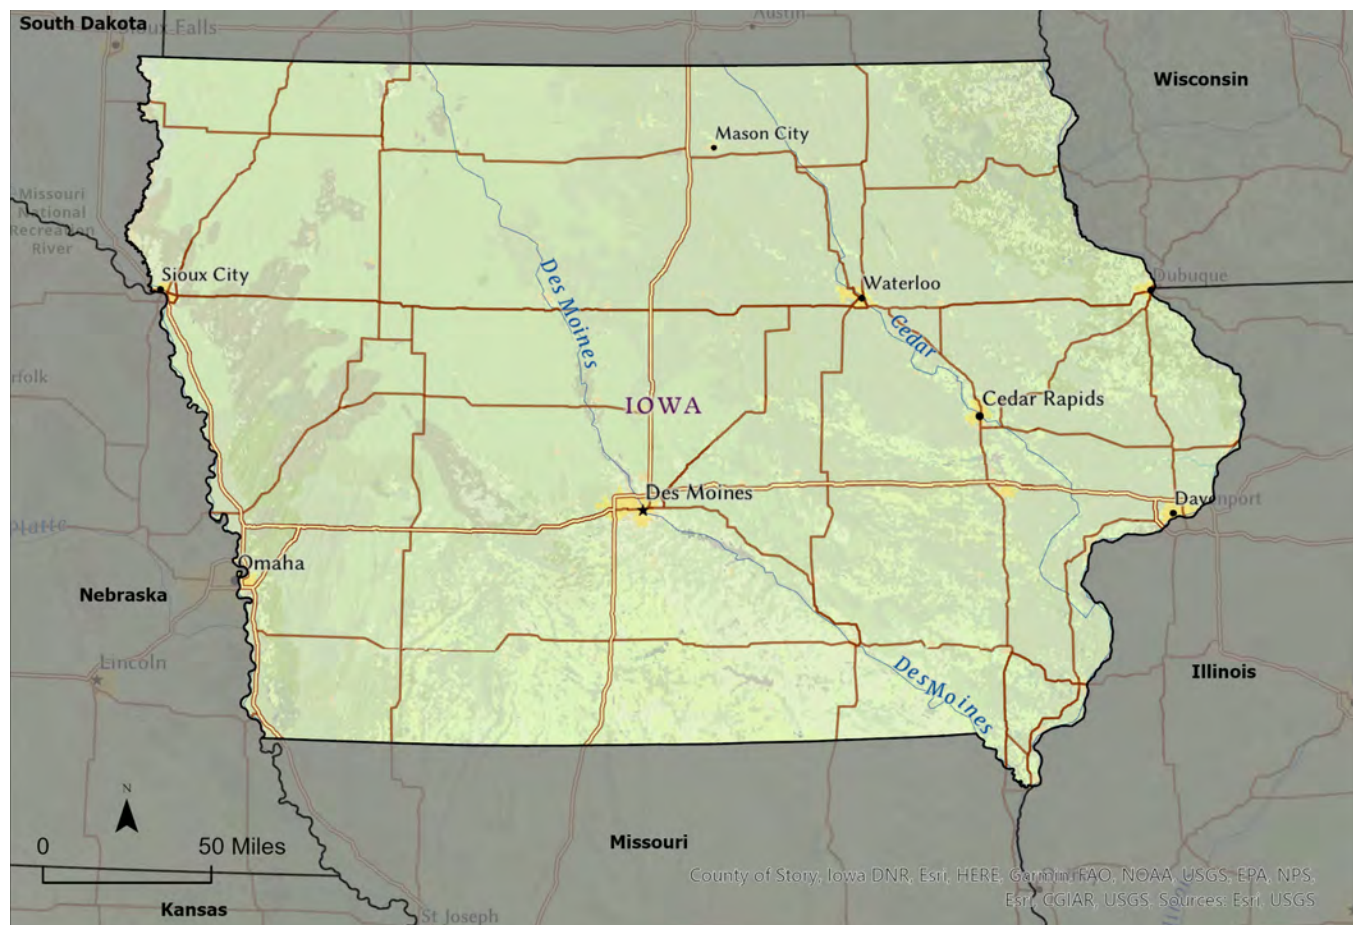 South Dakota
Sioux Falls
Austin
Wisconsin
Mason City
Missouri
National
Recreation
River
Sioux City
Waterloo
Dubuque
Des Moines
Cedar
IOWA
Cedar Rapids
rfolk
Des Moines
Davenport
Platte
Omaha
Nebraska
Lincoln
Des Moines
Illinois
N
0 50 Miles
Missouri
County of Story, Iowa DNR, Esri, HERE, Garmin, FAO, NOAA, USGS, EPA, NPS,
Esri, CGIAR, USGS. Sources: Esri, USGS
Kansas
St Joseph